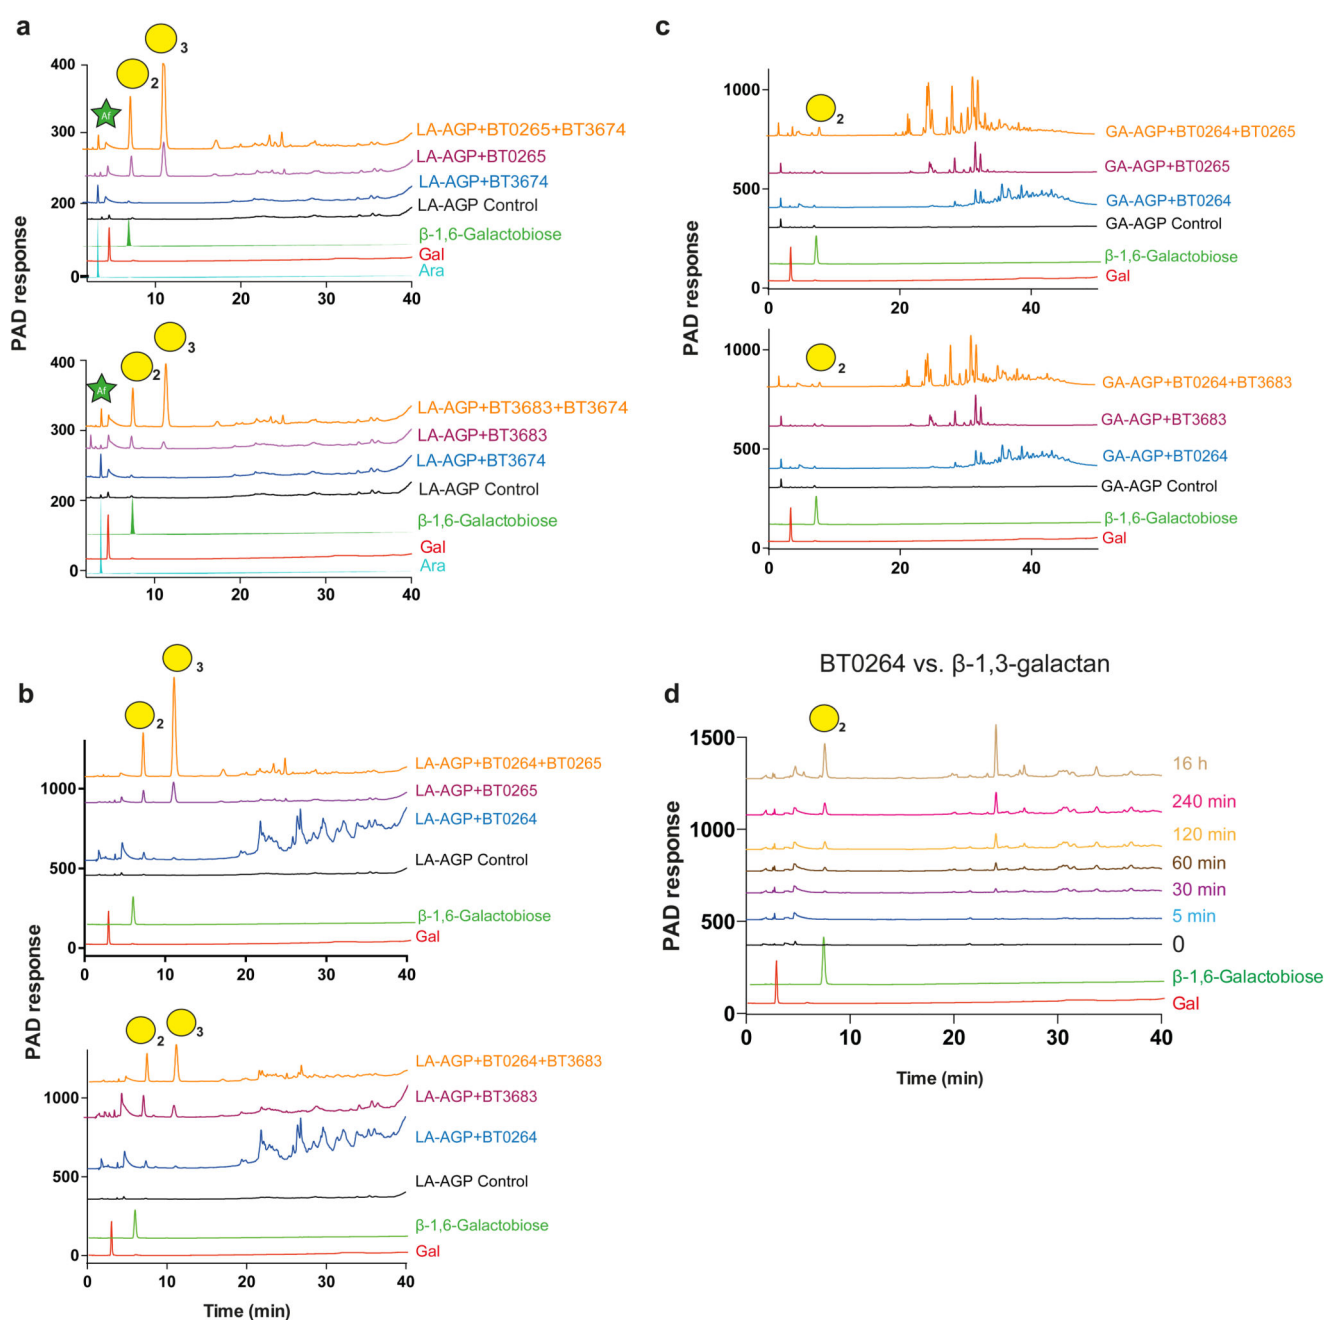 a
PAD response
400
300
200
0
10
20
30
40
Af
2
3
LA-AGP+BT0265+BT3674
LA-AGP+BT0265
LA-AGP+BT3674
LA-AGP Control
β-1,6-Galactobiose
Gal
Ara
400
300
200
0
10
20
30
40
Af
2
3
LA-AGP+BT3683+BT3674
LA-AGP+BT3683
LA-AGP+BT3674
LA-AGP Control
β-1,6-Galactobiose
Gal
Ara
b
PAD response
1000
500
0
0
10
20
30
40
2
3
LA-AGP+BT0264+BT0265
LA-AGP+BT0265
LA-AGP+BT0264
LA-AGP Control
β-1,6-Galactobiose
Gal
1000
500
0
0
10
20
30
40
2
3
LA-AGP+BT0264+BT3683
LA-AGP+BT3683
LA-AGP+BT0264
LA-AGP Control
β-1,6-Galactobiose
Gal
Time (min)
c
PAD response
1000
500
0
0
20
40
2
GA-AGP+BT0264+BT0265
GA-AGP+BT0265
GA-AGP+BT0264
GA-AGP Control
β-1,6-Galactobiose
Gal
1000
500
0
0
20
40
2
GA-AGP+BT0264+BT3683
GA-AGP+BT3683
GA-AGP+BT0264
GA-AGP Control
β-1,6-Galactobiose
Gal
BT0264 vs. β-1,3-galactan
d
PAD response
1500
1000
500
0
0
10
20
30
40
2
16 h
240 min
120 min
60 min
30 min
5 min
0
β-1,6-Galactobiose
Gal
Time (min)